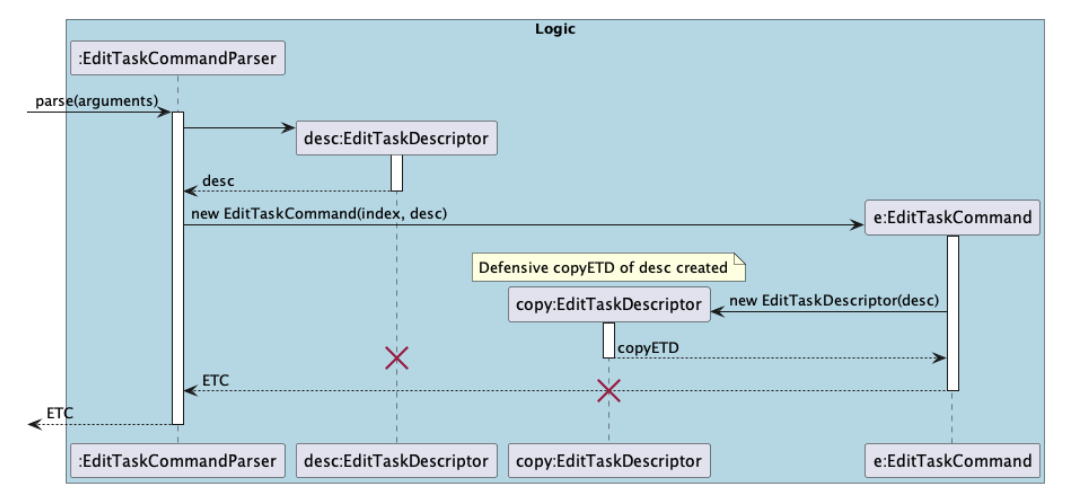 Logic
:EditTaskCommandParser
parse(arguments)
desc:EditTaskDescriptor
desc
new EditTaskCommand(index, desc)
e:EditTaskCommand
Defensive copyETD of desc created
copy:EditTaskDescriptor
new EditTaskDescriptor(desc)
copyETD
ETC
ETC
:EditTaskCommandParser
desc:EditTaskDescriptor
copy:EditTaskDescriptor
e:EditTaskCommand